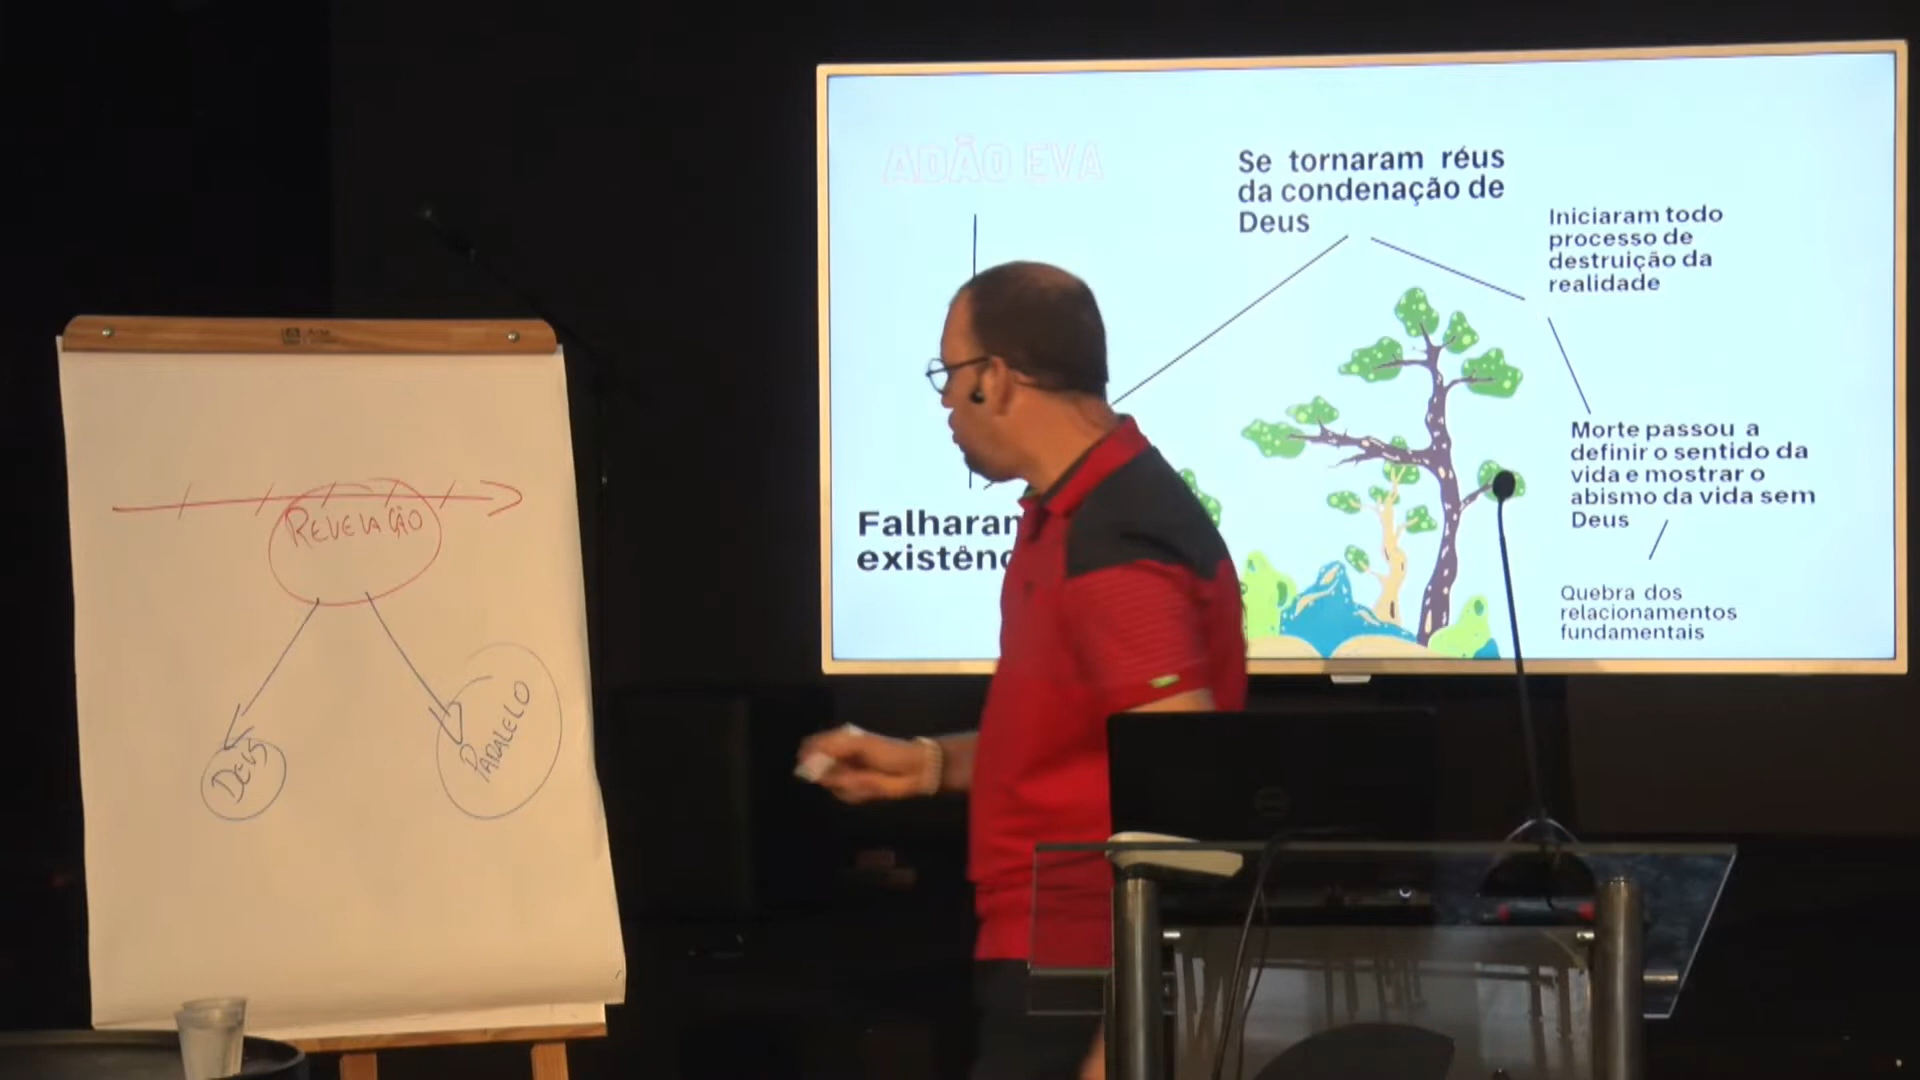 REVELAÇÃO
DEUS
PARALELO
ADÃO EVA
Se tornaram réus
da condenação de
Deus
Iniciaram todo
processo de
destruição da
realidade
Morte passou a
definir o sentido da
vida e mostrar o
abismo da vida sem
Deus
Quebra dos
relacionamentos
fundamentais